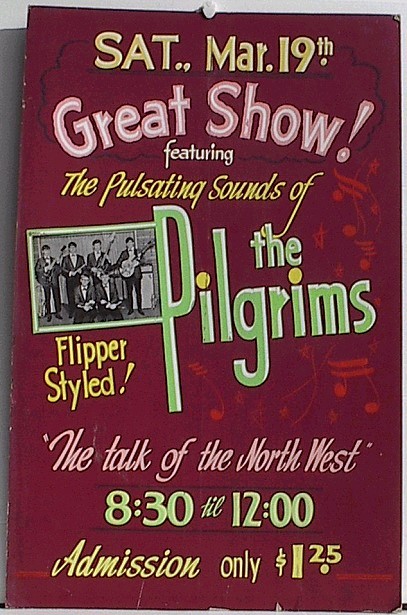 SAT., Mar. 19th
Great Show!
featuring
The Pulsating Sounds of
the
Pilgrims
Flipper
Styled!
"The talk of the North West"
8:30 til 12:00
Admission only $1.25